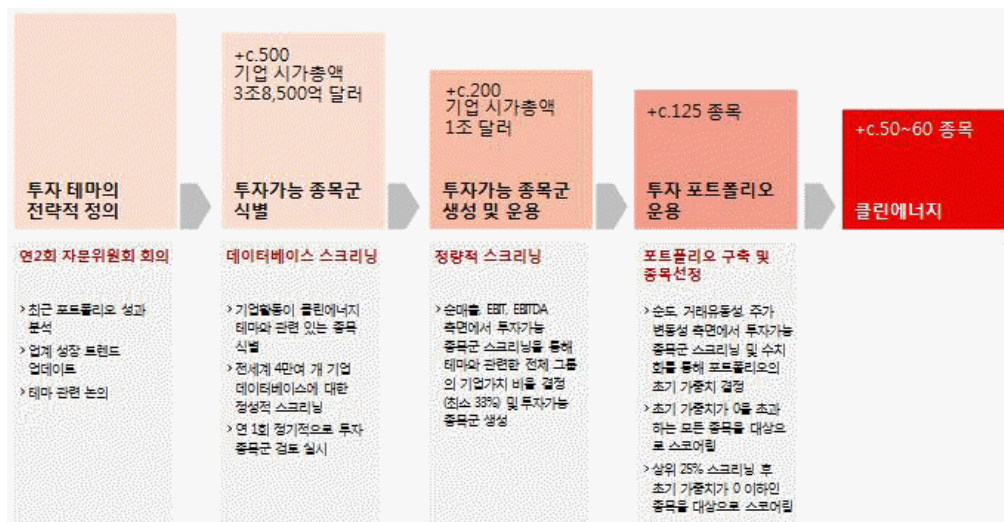 투자 테마의
전략적 정의
+c.500
기업 시가총액
3조8,500억 달러
투자가능 종목군
식별
+c.200
기업 시가총액
1조 달러
투자가능 종목군
생성 및 운용
+c.125 종목
투자 포트폴리오
운용
+c.50~60 종목
클린에너지
연2회 자문위원회 회의
› 최근 포트폴리오 성과
분석
› 업계 성장 트렌드
업데이트
› 테마 관련 논의
데이터베이스 스크리닝
› 기업활동이 클린에너지
테마와 관련 있는 종목
식별
› 전세계 4만여 개 기업
데이터베이스에 대한
정성적 스크리닝
› 연 1회 정기적으로 투자
종목군 검토 실시
정량적 스크리닝
› 순매출, EBIT, EBITDA
측면에서 투자가능
종목군 스크리닝을 통해
테마와 관련한 전체 그룹
의 기업가치 비율 결정
(최소 33%) 및 투자가능
종목군 생성
포트폴리오 구축 및
종목선정
› 순도, 거래유동성, 주가
변동성 측면에서 투자가능
종목군 스크리닝 및 수치
화를 통해 포트폴리오의
초기 가중치 결정
› 초기 가중치가 0을 초과
하는 모든 종목을 대상으
로 스코어링
› 상위 25% 스크리닝 후
초기 가중치가 0 이하인
종목을 대상으로 스코어링